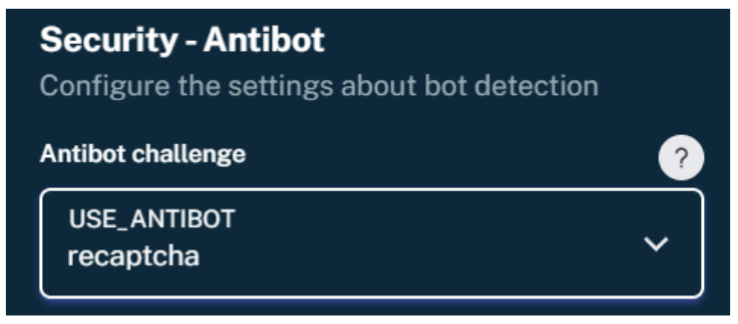 Security - Antibot
Configure the settings about bot detection
Antibot challenge
?
USE_ANTIBOT
recaptcha